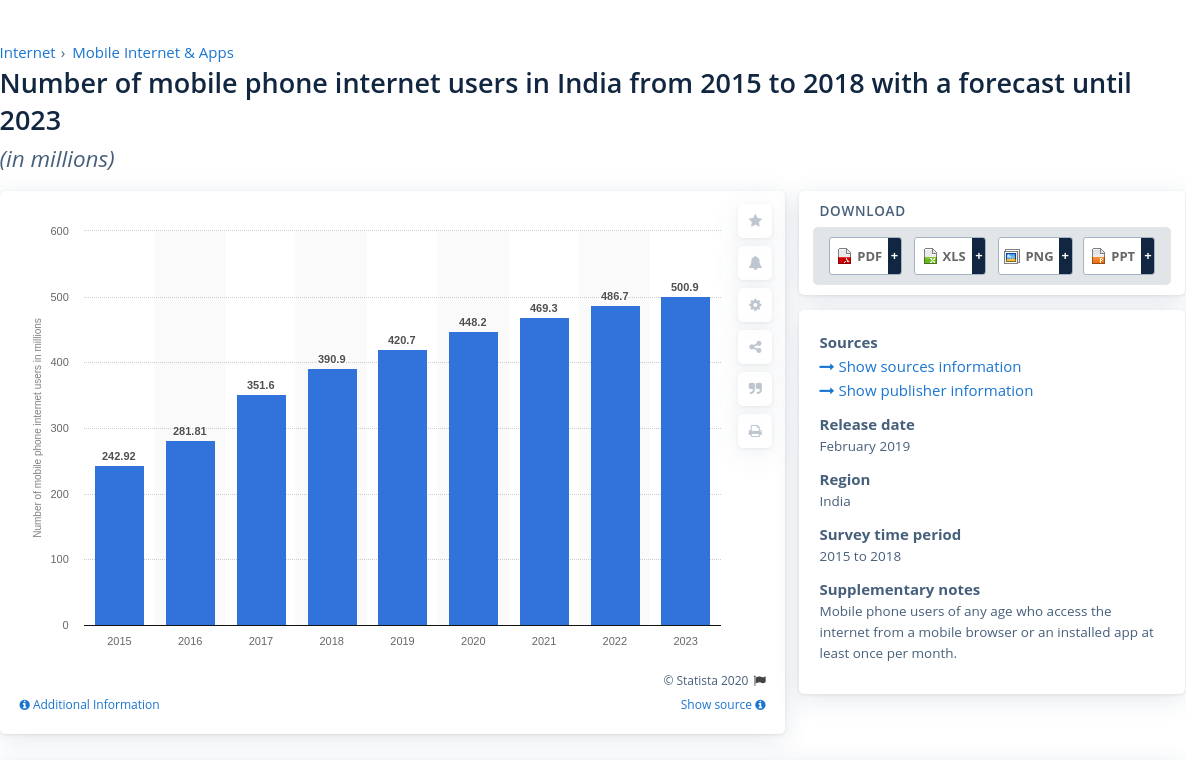 Internet › Mobile Internet & Apps
Number of mobile phone internet users in India from 2015 to 2018 with a forecast until
2023
(in millions)
600
500
400
300
200
100
0
Number of mobile phone internet users in millions
242.92
281.81
351.6
390.9
420.7
448.2
469.3
486.7
500.9
2015 2016 2017 2018 2019 2020 2021 2022 2023
© Statista 2020
Additional Information
Show source
DOWNLOAD
PDF + XLS + PNG + PPT +
Sources
Show sources information
Show publisher information
Release date
February 2019
Region
India
Survey time period
2015 to 2018
Supplementary notes
Mobile phone users of any age who access the
internet from a mobile browser or an installed app at
least once per month.